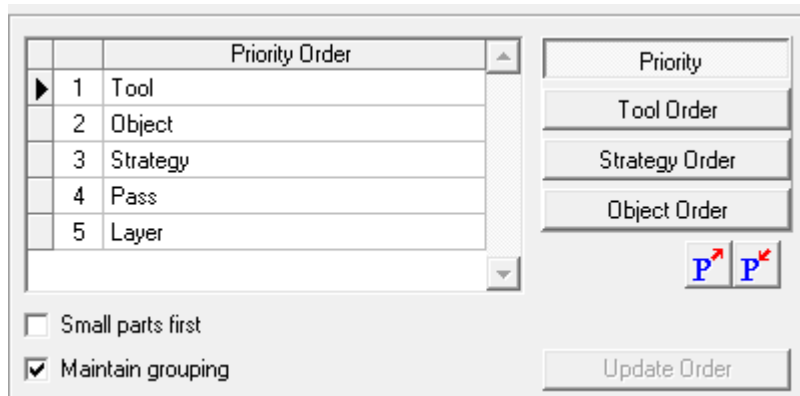 Priority Order
1 Tool
2 Object
3 Strategy
4 Pass
5 Layer
Priority
Tool Order
Strategy Order
Object Order
P P
Small parts first
Maintain grouping
Update Order